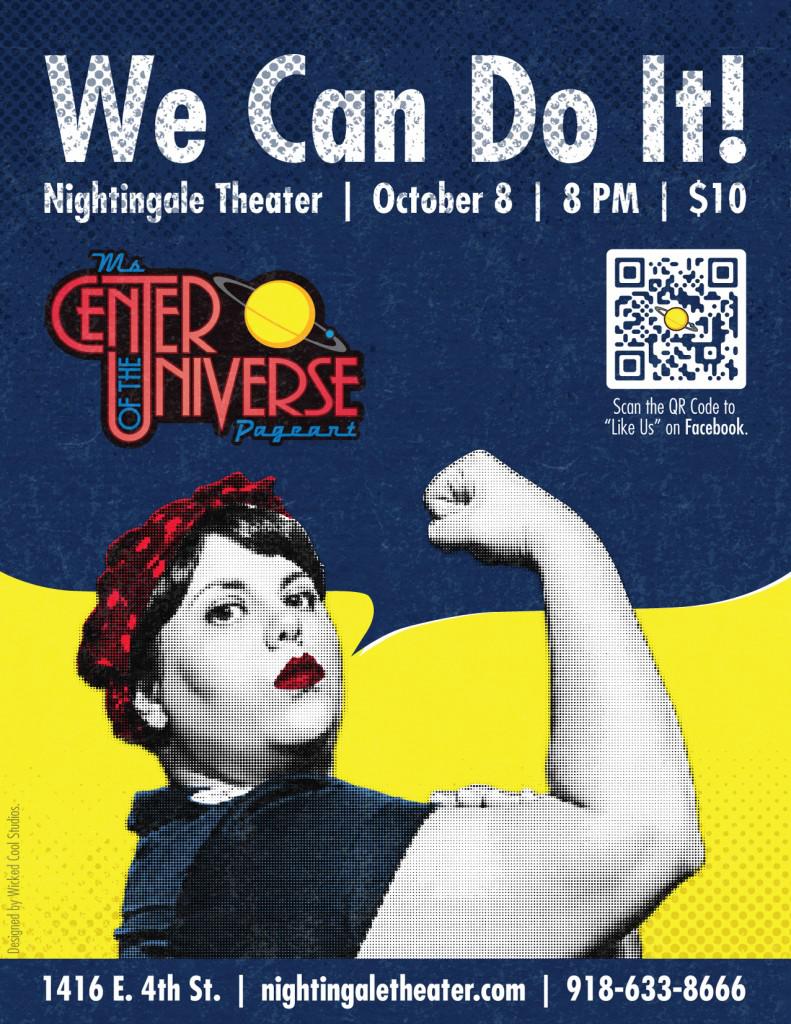 We Can Do It!
Nightingale Theater | October 8 | 8 PM | $10
Ms
CENTER
OF THE
UNIVERSE
Pageant
Scan the QR Code to
"Like Us" on Facebook.
Designed by Wicked Cool Studios.
1416 E. 4th St. | nightingaletheater.com | 918-633-8666